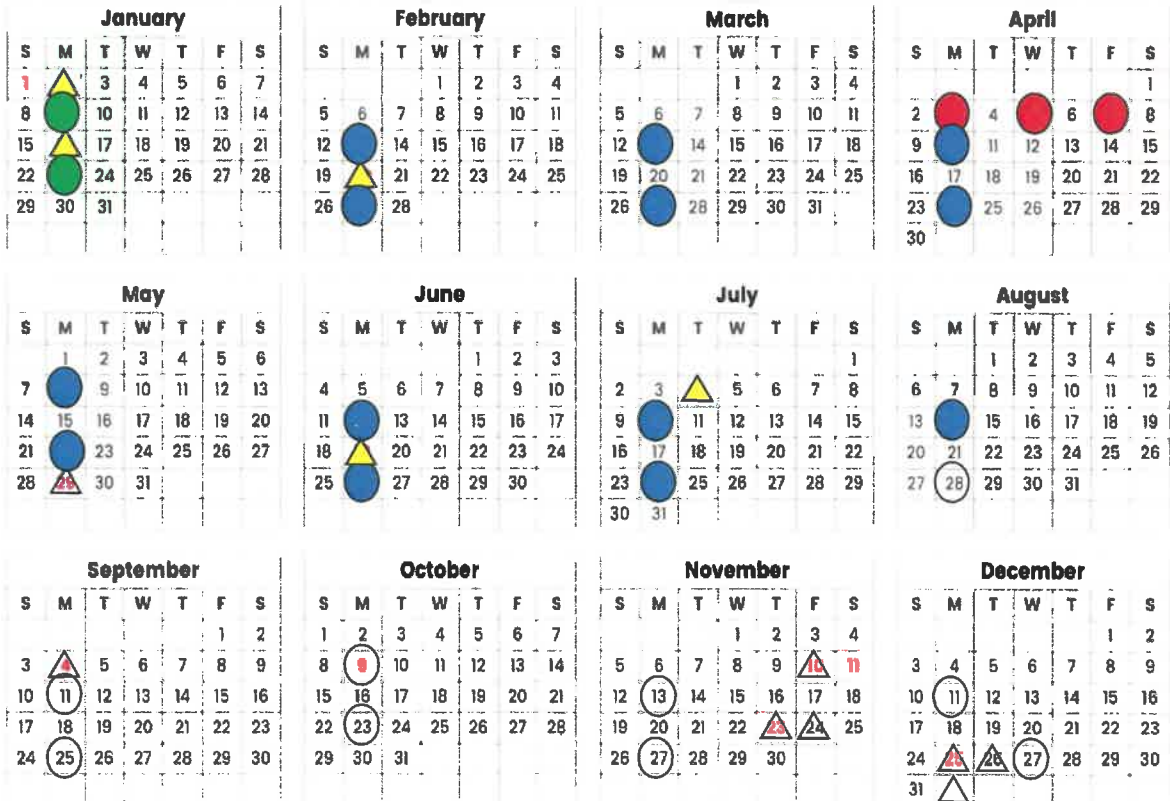 January
S M T W T F S
1 3 4 5 6 7
8 10 11 12 13 14
15 17 18 19 20 21
22 24 25 26 27 28
29 30 31
February
S M T W T F S
1 2 3 4
5 6 7 8 9 10 11
12 14 15 16 17 18
19 21 22 23 24 25
26 28
March
S M T W T F S
1 2 3 4
5 6 7 8 9 10 11
12 14 15 16 17 18
19 20 21 22 23 24 25
26 28 29 30 31
April
S M T W T F S
1
2 4 6 8
9 11 12 13 14 15
16 17 18 19 20 21 22
23 25 26 27 28 29
30
May
S M T W T F S
1 2 3 4 5 6
7 9 10 11 12 13
14 15 16 17 18 19 20
21 23 24 25 26 27
28 29 30 31
June
S M T W T F S
1 2 3
4 5 6 7 8 9 10
11 13 14 15 16 17
18 20 21 22 23 24
25 27 28 29 30
July
S M T W T F S
1
2 3 5 6 7 8
9 11 12 13 14 15
16 17 18 19 20 21 22
23 25 26 27 28 29
30 31
August
S M T W T F S
1 2 3 4 5
6 7 8 9 10 11 12
13 15 16 17 18 19
20 21 22 23 24 25 26
27 28 29 30 31
September
S M T W T F S
1 2
3 4 5 6 7 8 9
10 11 12 13 14 15 16
17 18 19 20 21 22 23
24 25 26 27 28 29 30
October
S M T W T F S
1 2 3 4 5 6 7
8 9 10 11 12 13 14
15 16 17 18 19 20 21
22 23 24 25 26 27 28
29 30 31
November
S M T W T F S
1 2 3 4
5 6 7 8 9 10 11
12 13 14 15 16 17 18
19 20 21 22 23 24 25
26 27 28 29 30
December
S M T W T F S
1 2
3 4 5 6 7 8 9
10 11 12 13 14 15 16
17 18 19 20 21 22 23
24 25 26 27 28 29 30
31